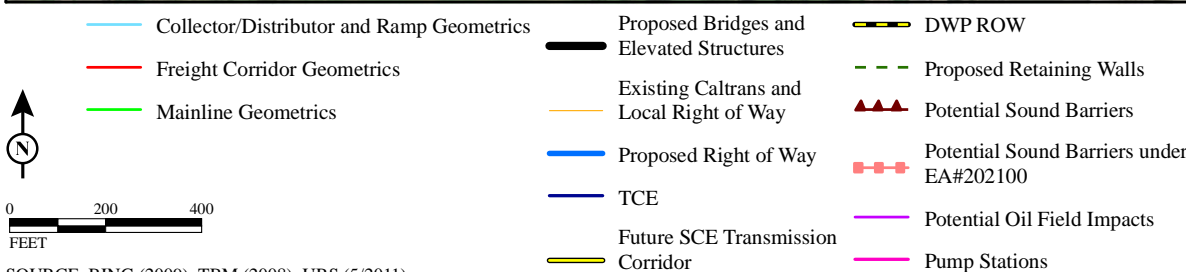 Collector/Distributor and Ramp Geometrics
Freight Corridor Geometrics
Mainline Geometrics
N
0 200 400
FEET
Proposed Bridges and
Elevated Structures
Existing Caltrans and
Local Right of Way
Proposed Right of Way
TCE
Future SCE Transmission
Corridor
DWP ROW
Proposed Retaining Walls
Potential Sound Barriers
Potential Sound Barriers under
EA#202100
Potential Oil Field Impacts
Pump Stations